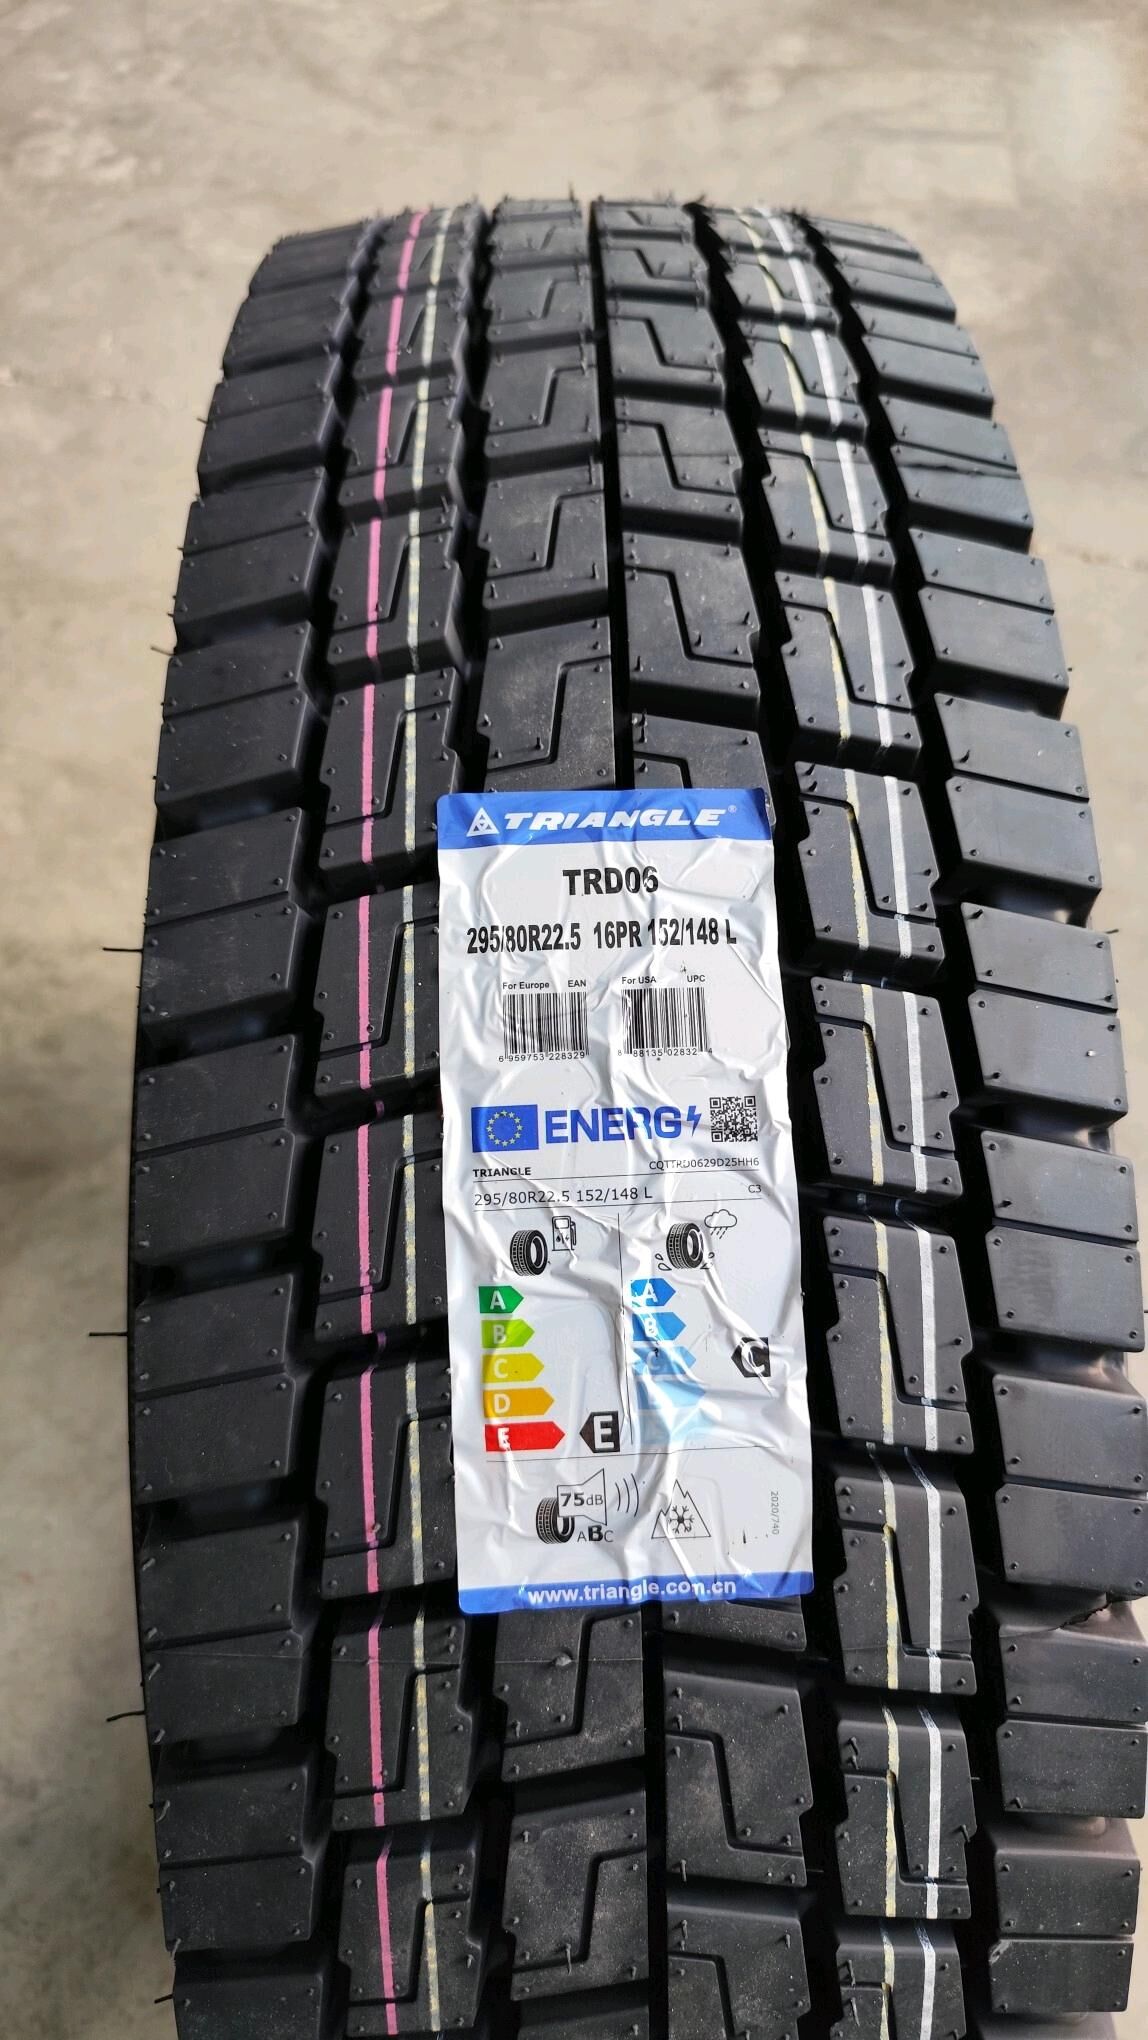 TRIANGLE®
TRD06
295/80R22.5 16PR 152/148 L
For Europe EAN For USA UPC
6 959753 228329 8 88135 02832 4
ENERG
TRIANGLE CQTTRD0629D25HH6
295/80R22.5 152/148 L C3
A A
B B
C C C
D
E E
75dB
ABC
2020/740
www.triangle.com.cn